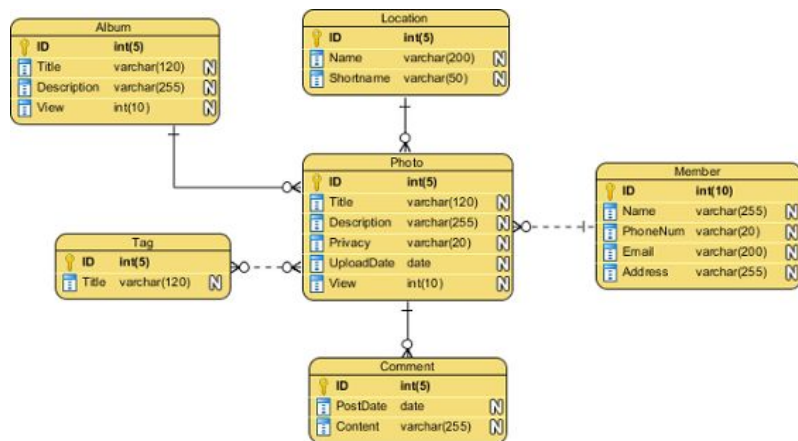 Album
ID int(5)
Title varchar(120) N
Description varchar(255) N
View int(10) N
Location
ID int(5)
Name varchar(200) N
Shortname varchar(50) N
Photo
ID int(5)
Title varchar(120) N
Description varchar(255) N
Privacy varchar(20) N
UploadDate date N
View int(10) N
Member
ID int(10)
Name varchar(255) N
PhoneNum varchar(20) N
Email varchar(200) N
Address varchar(255) N
Tag
ID int(5)
Title varchar(120) N
Comment
ID int(5)
PostDate date N
Content varchar(255) N